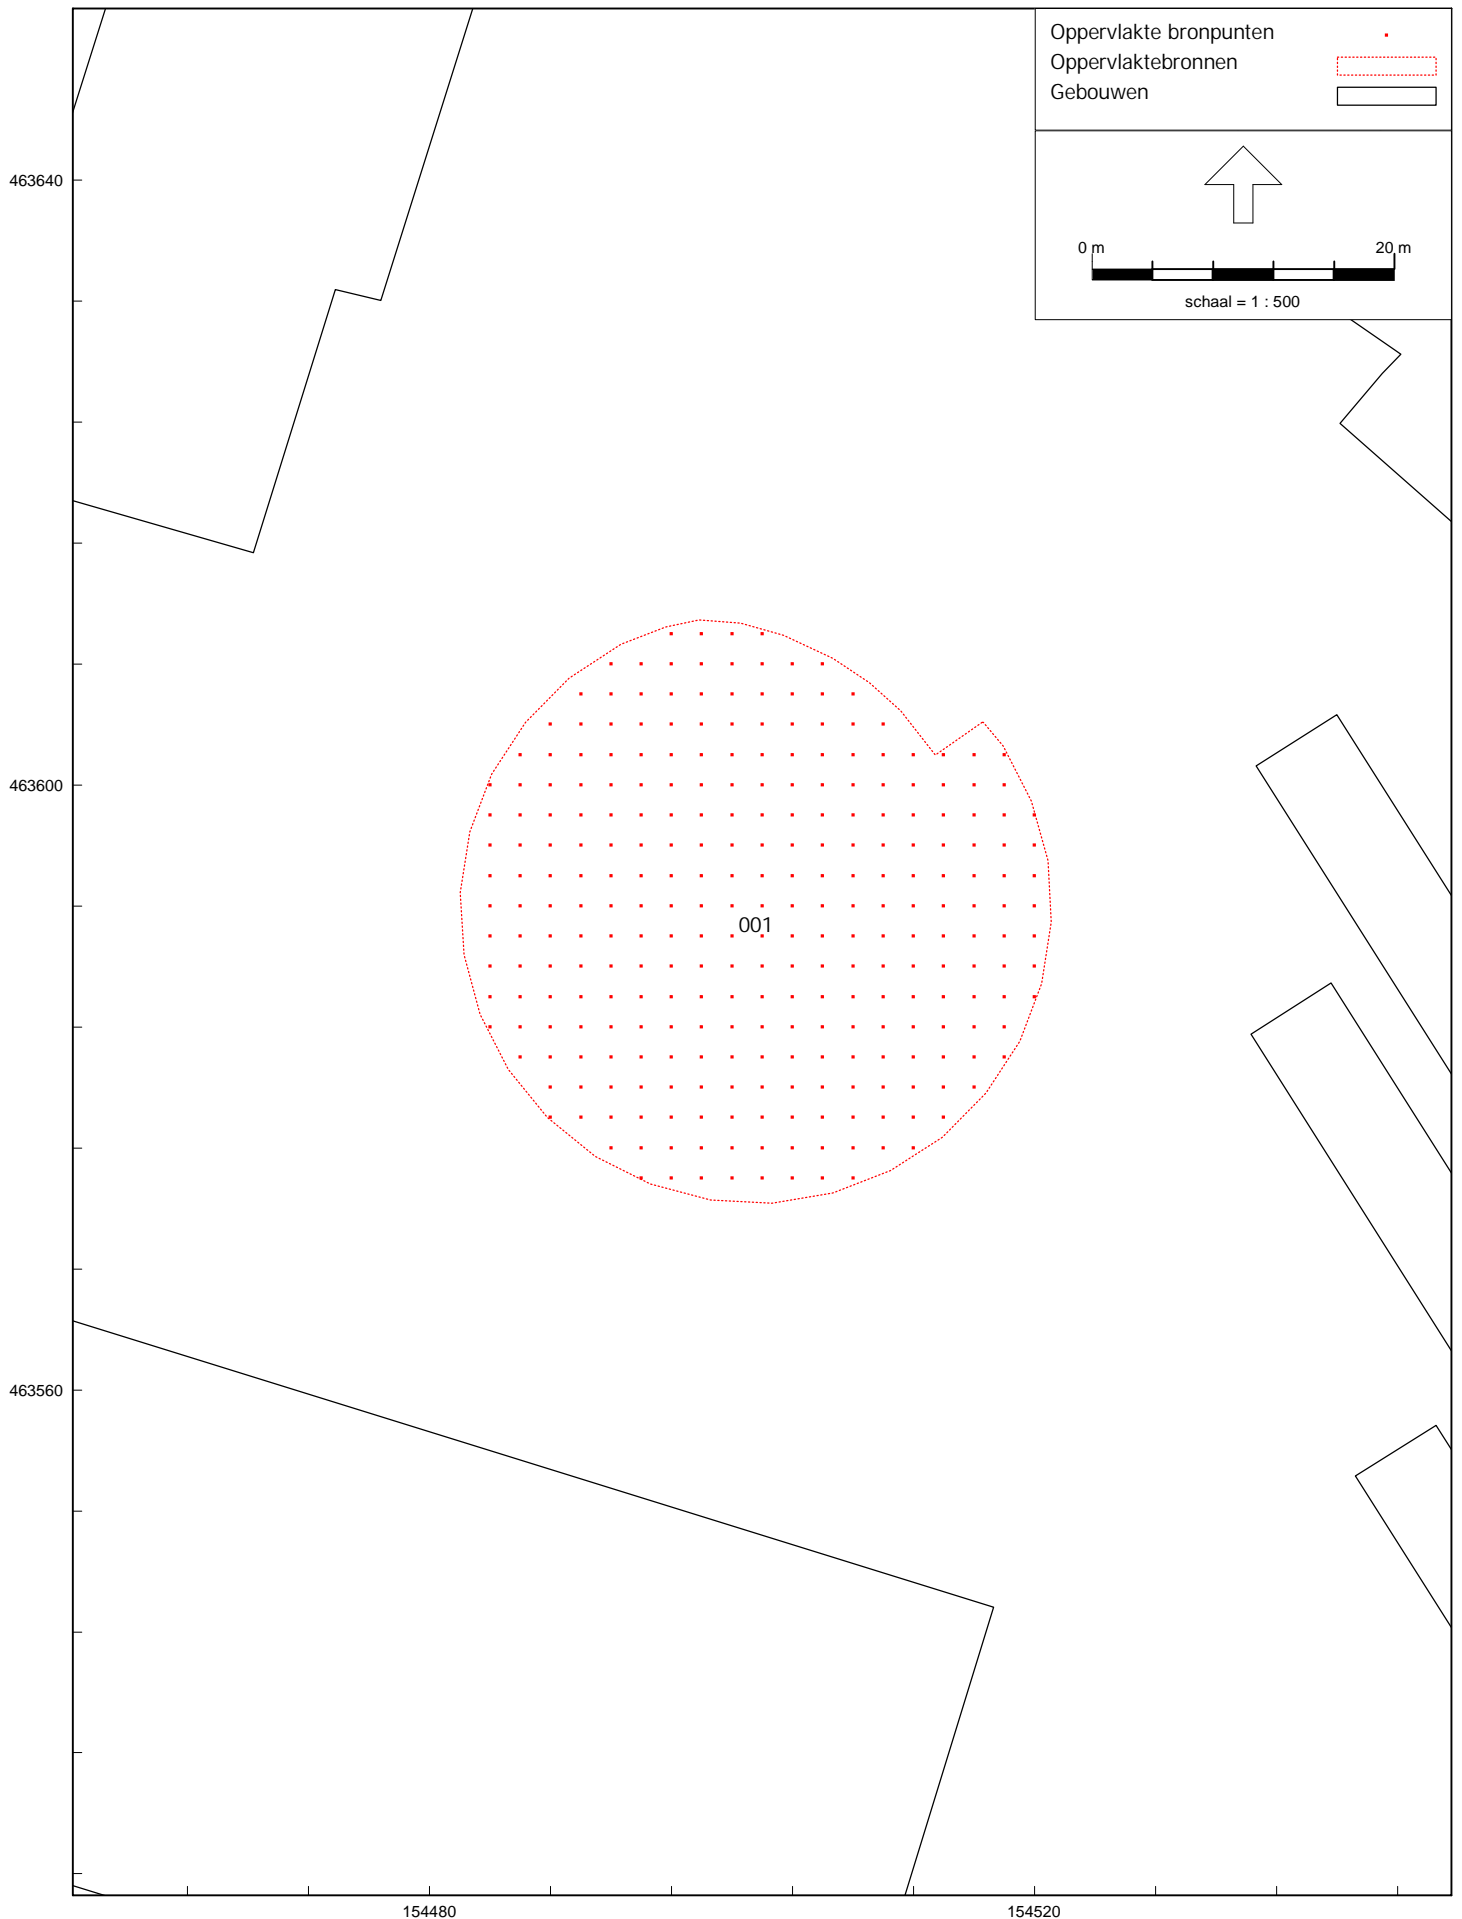 Oppervlakte bronpunten
Oppervlaktebronnen
Gebouwen
0 m 20 m
schaal = 1 : 500
463640
463600
001
463560
154480 154520